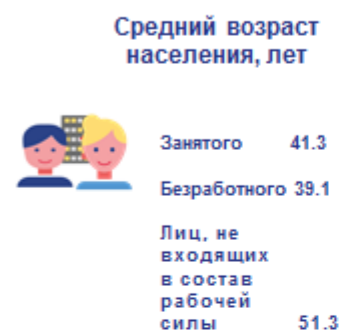 Средний возраст
населения, лет
Занятого 41.3
Безработного 39.1
Лиц, не
входящих
в состав
рабочей
силы 51.3